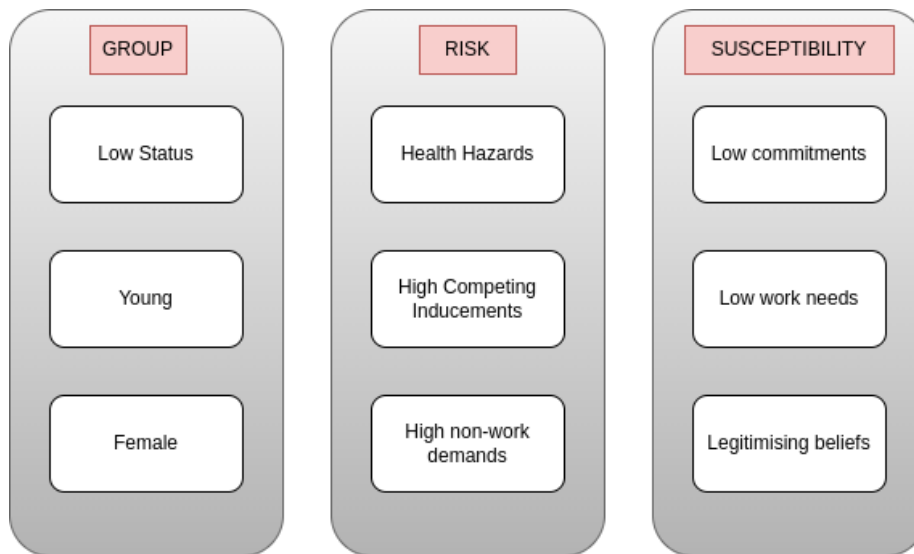 GROUP
Low Status
Young
Female
RISK
Health Hazards
High Competing
Inducements
High non-work
demands
SUSCEPTIBILITY
Low commitments
Low work needs
Legitimising beliefs